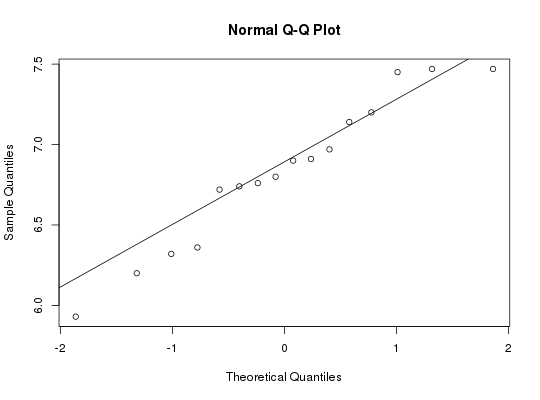 Normal Q-Q Plot
7.5
7.0
6.5
6.0
Sample Quantiles
-2 -1 0 1 2
Theoretical Quantiles